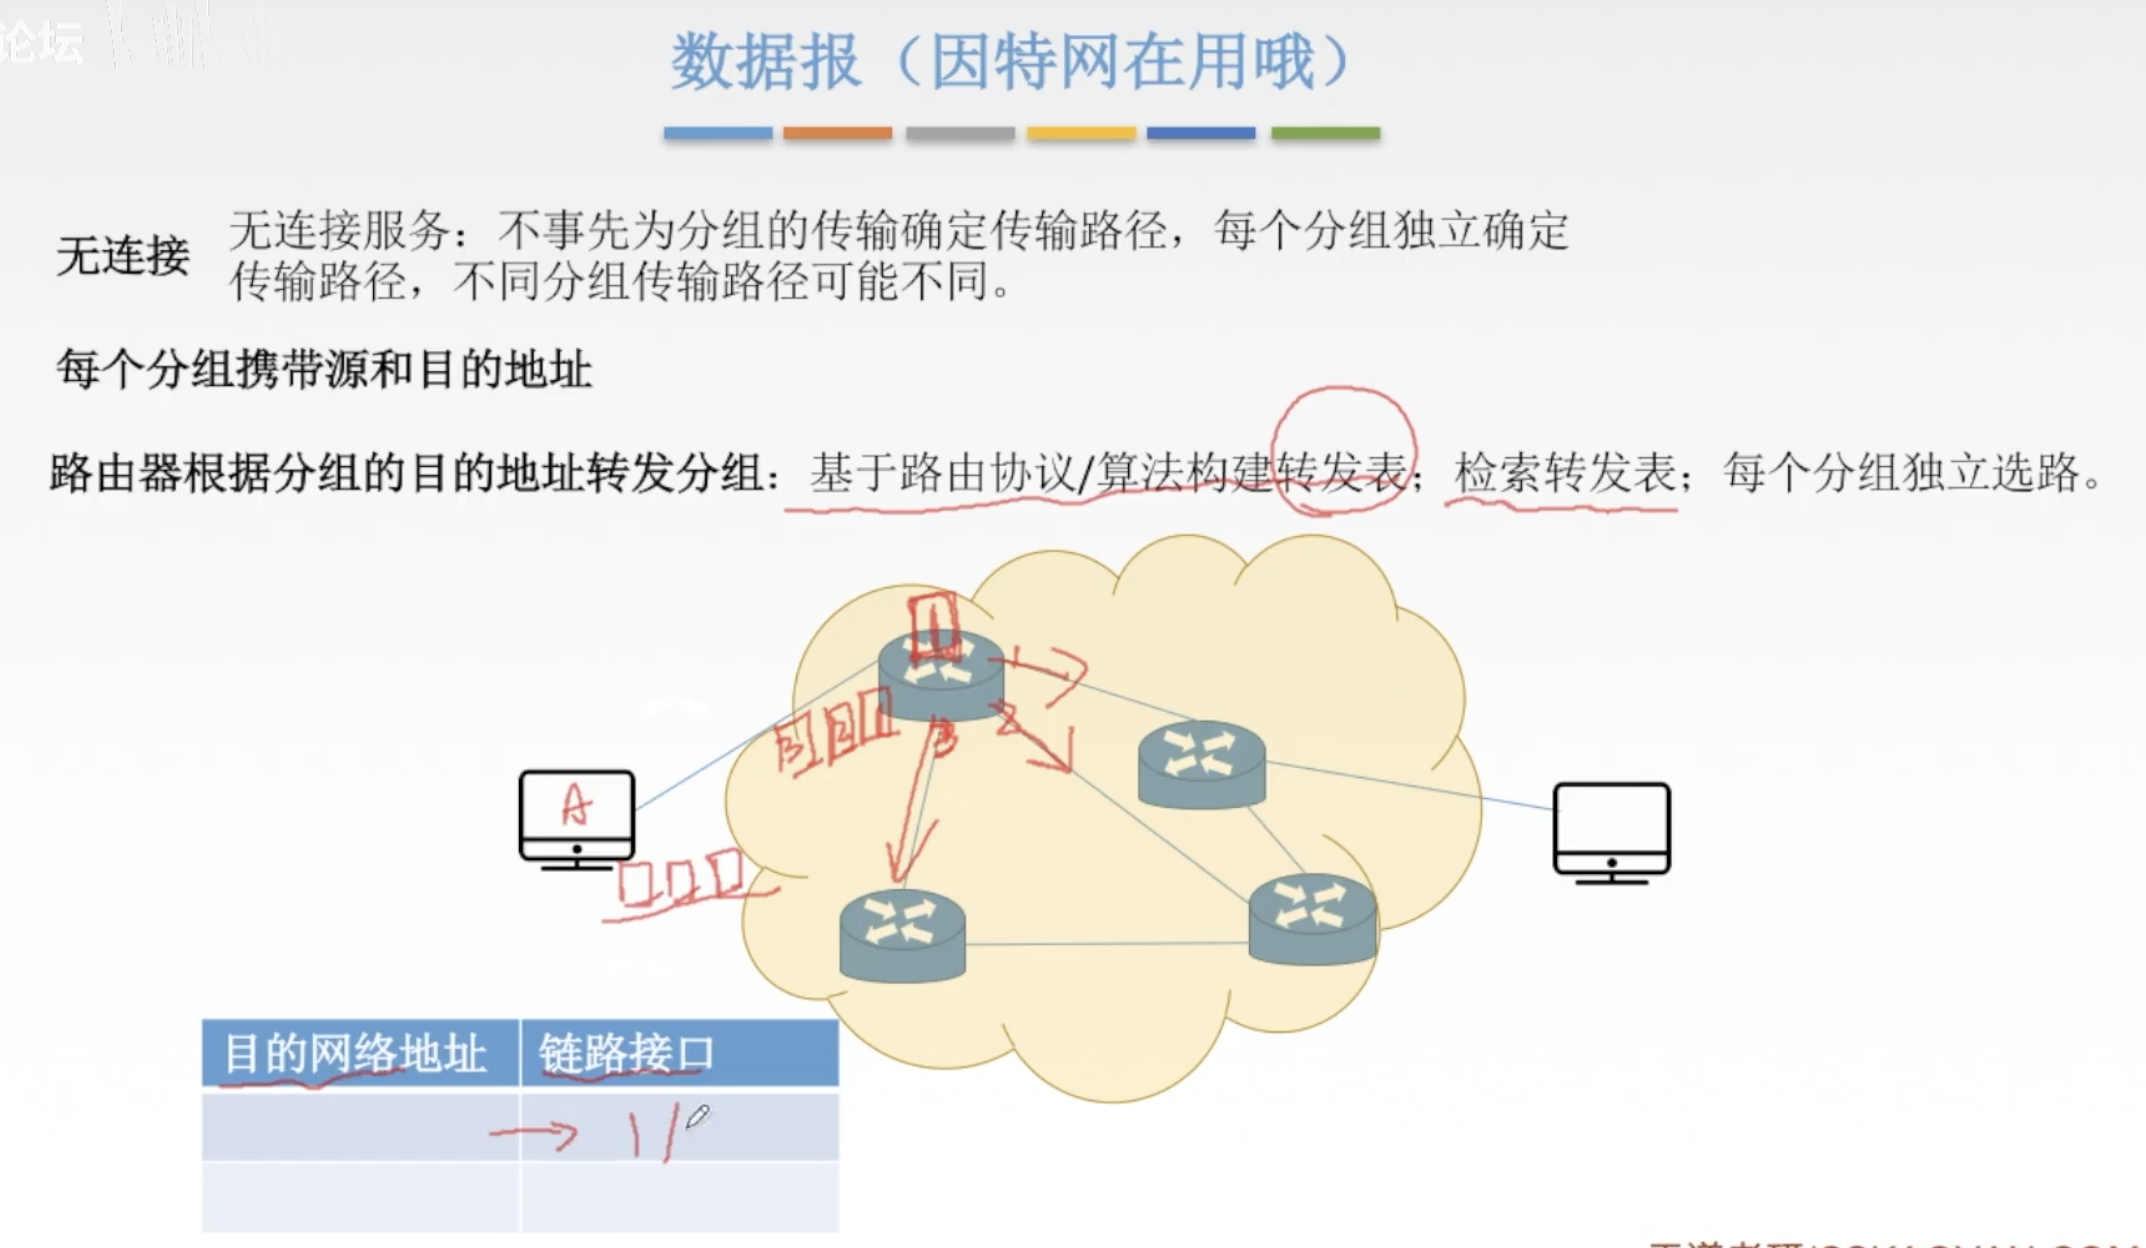 论坛
数据报（因特网在用哦）
无连接
无连接服务：不事先为分组的传输确定传输路径，每个分组独立确定
传输路径，不同分组传输路径可能不同。
每个分组携带源和目的地址
路由器根据分组的目的地址转发分组：基于路由协议/算法构建转发表；检索转发表；每个分组独立选路。
1
1
3 2 1
2
3
A
目的网络地址 链路接口
→ 1 /